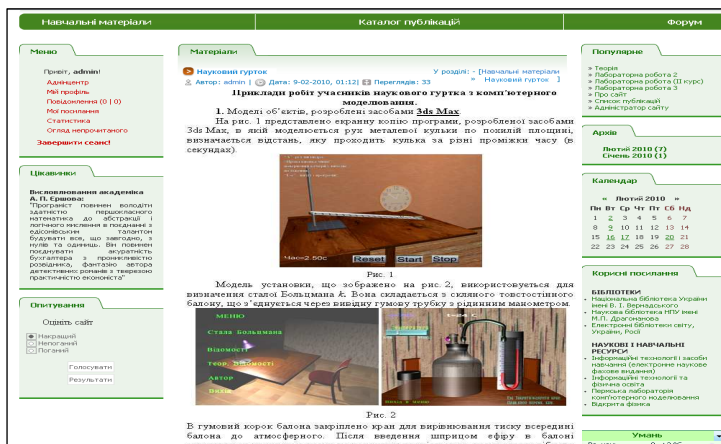 Навчальні матеріали
Каталог публікацій
Форум
Меню
Привіт, admin!
Адмінцентр
Мій профіль
Повідомлення (0 | 0)
Мої посилання
Статистика
Огляд непрочитаного
Завершити сеанс!
Цікавинки
Висловлювання академіка
А. П. Єршова:
"Програміст повинен володіти
здатністю першокласного
математика до абстракції і
логічного мислення в поєднанні з
едісонівським талантом
будувати все, що завгодно, з
нулів та одиниць. Він повинен
поєднувати акуратність
бухгалтера з проникливістю
розвідника, фантазію автора
детективних романів з тверезою
практичністю економіста"
Опитування
Оцініть сайт
Найкращий
Непоганий
Поганий
Голосувати
Результати
Матеріали
Науковий гурток
У розділі: - [Навчальні матеріали
» Науковий гурток ]
Автор: admin | Дата: 9-02-2010, 01:12| Переглядів: 33
Приклади робіт учасників наукового гуртка з комп'ютерного
моделювання.
1. Моделі об'єктів, розроблені засобами 3ds Max.
На рис. 1 представлено екранну копію програми, розробленої засобами
3ds Max, в якій моделюється рух металевої кульки по похилій площині,
визначається відстань, яку проходить кулька за різні проміжки часу (в
секундах).
Час=2.50c
Reset
Start
Stop
Рис. 1
Модель установки, що зображено на рис. 2, використовується для
визначення сталої Больцмана k. Вона складається з скляного товстостінного
балону, що з'єднується через вивідну гумову трубку з рідинним манометром.
МЕНЮ
Стала Больцмана
Відомості
Теор. Відомості
Автор
Вихід
Рис. 2
В гумовий корок балона закріплено кран для вирівнювання тиску всередині
балона до атмосферного. Після введення шприцом ефіру в балоні
Популярне
» Теорія
» Лабораторна робота 2
» Лабораторна робота (ІІ курс)
» Лабораторна робота 3
» Про сайт
» Список публікацій
» Адміністратор сайту
Архів
Лютий 2010 (7)
Січень 2010 (1)
Календар
« Лютий 2010 »
Пн Вт Ср Чт Пт Сб Нд
1 2 3 4 5 6 7
8 9 10 11 12 13 14
15 16 17 18 19 20 21
22 23 24 25 26 27 28
Корисні посилання
БІБЛІОТЕКИ
Національна бібліотека України
імені В. І. Вернадського
Наукова бібліотека НПУ імені
М.П. Драгоманова
Електронні бібліотеки світу,
України, Росії
НАУКОВІ І НАВЧАЛЬНІ
РЕСУРСИ
Інформаційні технології і засоби
навчання (електронне наукове
фахове видання)
Інформаційні технології та
фізична освіта
Пермська лабораторія
комп'ютерного моделювання
Відкрита фізика
Умань